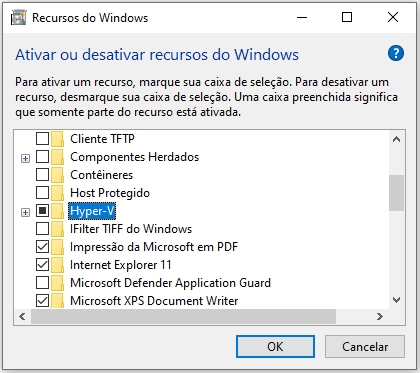 Recursos do Windows
Ativar ou desativar recursos do Windows
Para ativar um recurso, marque sua caixa de seleção. Para desativar um
recurso, desmarque sua caixa de seleção. Uma caixa preenchida significa
que somente parte do recurso está ativada.
Cliente TFTP
Componentes Herdados
Contêineres
Host Protegido
Hyper-V
IFilter TIFF do Windows
Impressão da Microsoft em PDF
Internet Explorer 11
Microsoft Defender Application Guard
Microsoft XPS Document Writer
OK
Cancelar